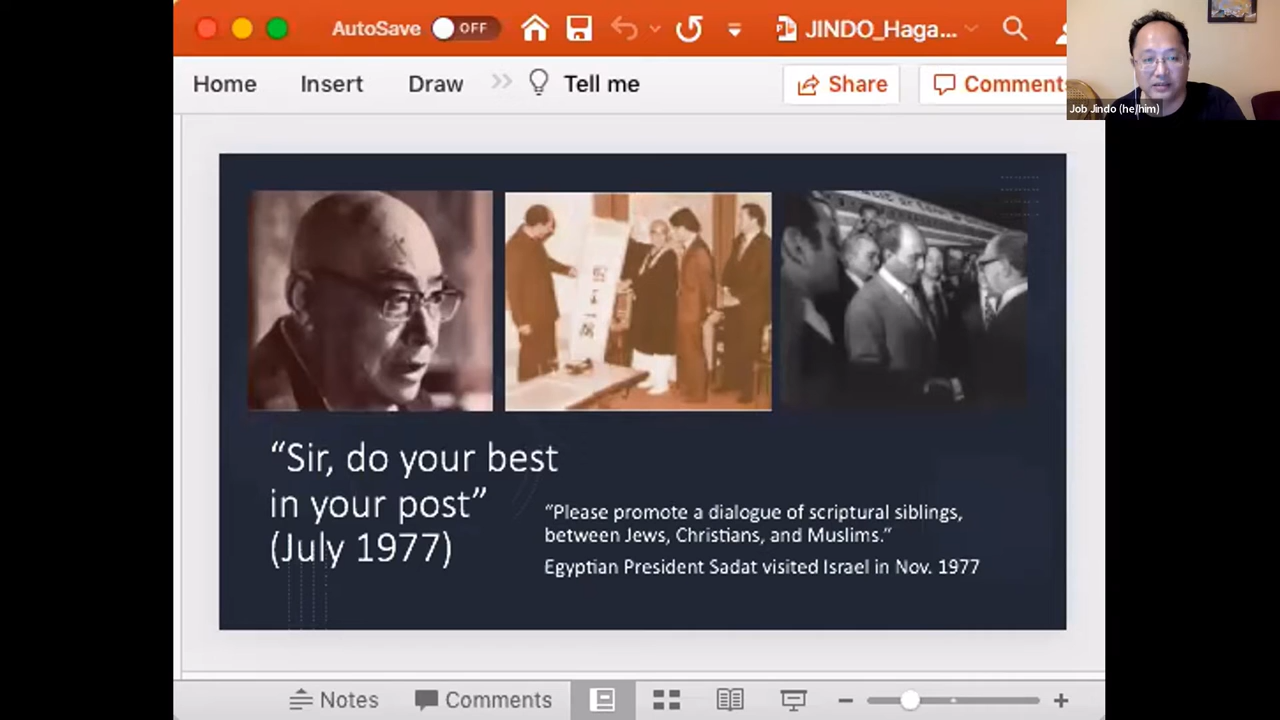 AutoSave OFF JINDO_Haga...
Home Insert Draw Tell me Share Comment
Job Jindo (he/him)
“Sir, do your best
in your post”
(July 1977)
“Please promote a dialogue of scriptural siblings,
between Jews, Christians, and Muslims.”
Egyptian President Sadat visited Israel in Nov. 1977
Notes Comments